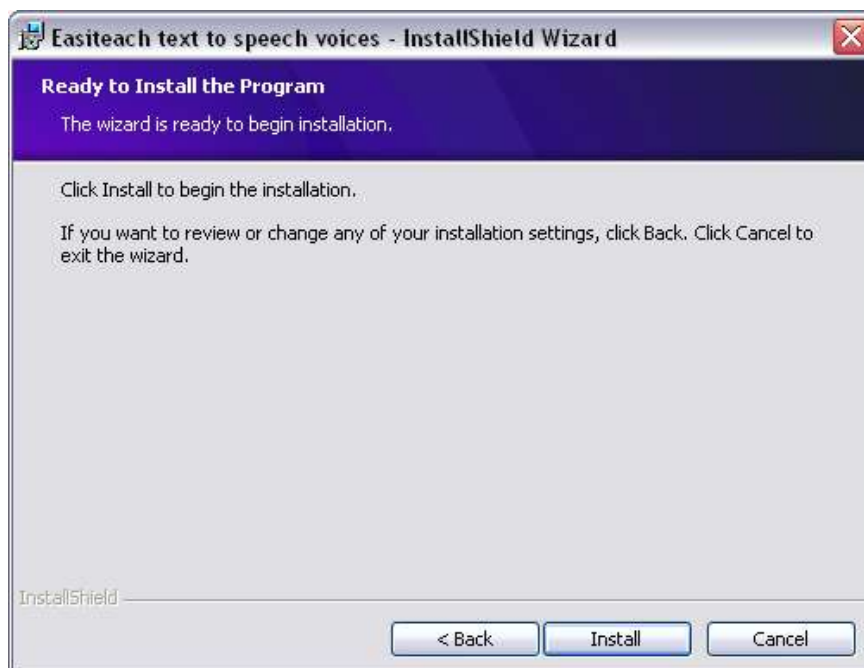 Easiteach text to speech voices - InstallShield Wizard
Ready to Install the Program
The wizard is ready to begin installation.
Click Install to begin the installation.
If you want to review or change any of your installation settings, click Back. Click Cancel to
exit the wizard.
InstallShield
< Back Install Cancel